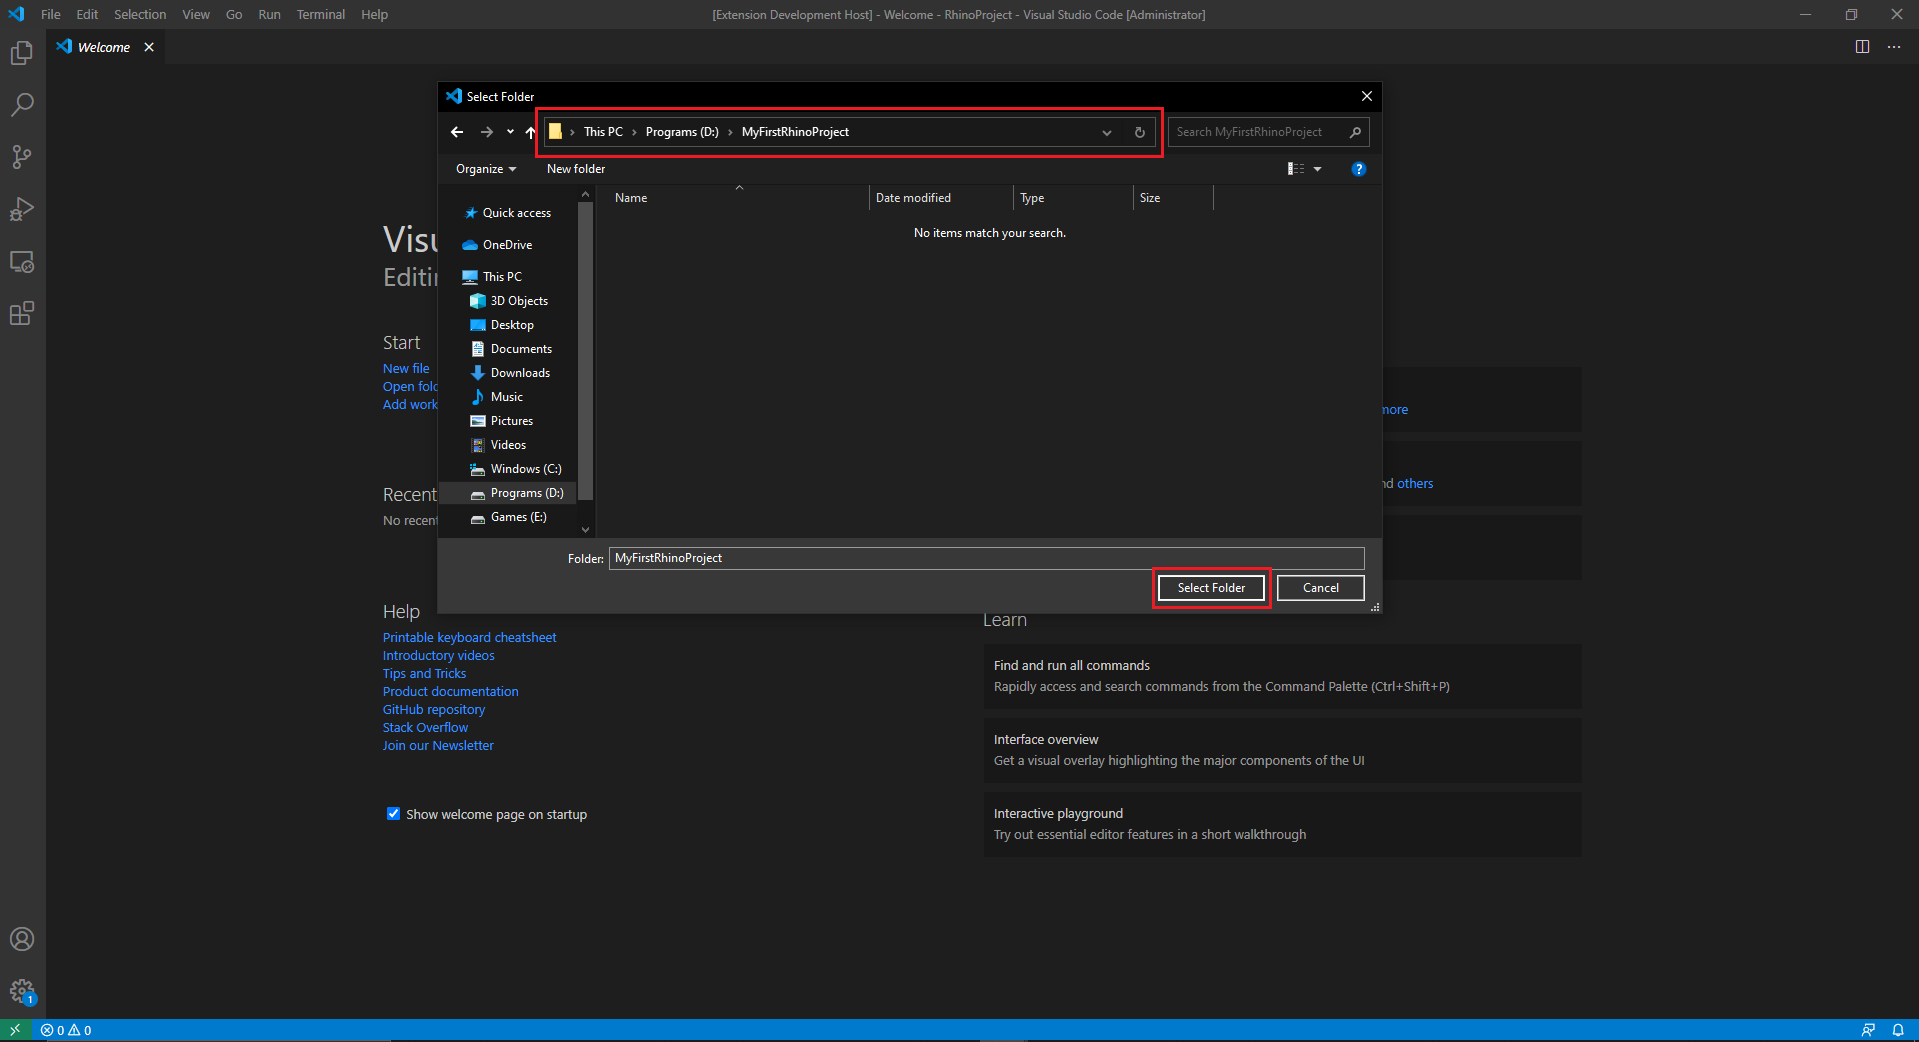 File Edit Selection View Go Run Terminal Help
[Extension Development Host] - Welcome - RhinoProject - Visual Studio Code [Administrator]
Welcome
Select Folder
This PC > Programs (D:) > MyFirstRhinoProject
Search MyFirstRhinoProject
Organize
New folder
Name
Date modified
Type
Size
No items match your search.
Quick access
OneDrive
This PC
3D Objects
Desktop
Documents
Downloads
Music
Pictures
Videos
Windows (C:)
Programs (D:)
Games (E:)
Folder: MyFirstRhinoProject
Select Folder
Cancel
Start
New file
Open
Add
Recent
No
more
others
Help
Printable keyboard cheatsheet
Introductory videos
Tips and Tricks
Product documentation
GitHub repository
Stack Overflow
Join our Newsletter
Show welcome page on startup
Learn
Find and run all commands
Rapidly access and search commands from the Command Palette (Ctrl+Shift+P)
Interface overview
Get a visual overlay highlighting the major components of the UI
Interactive playground
Try out essential editor features in a short walkthrough
1
0 0